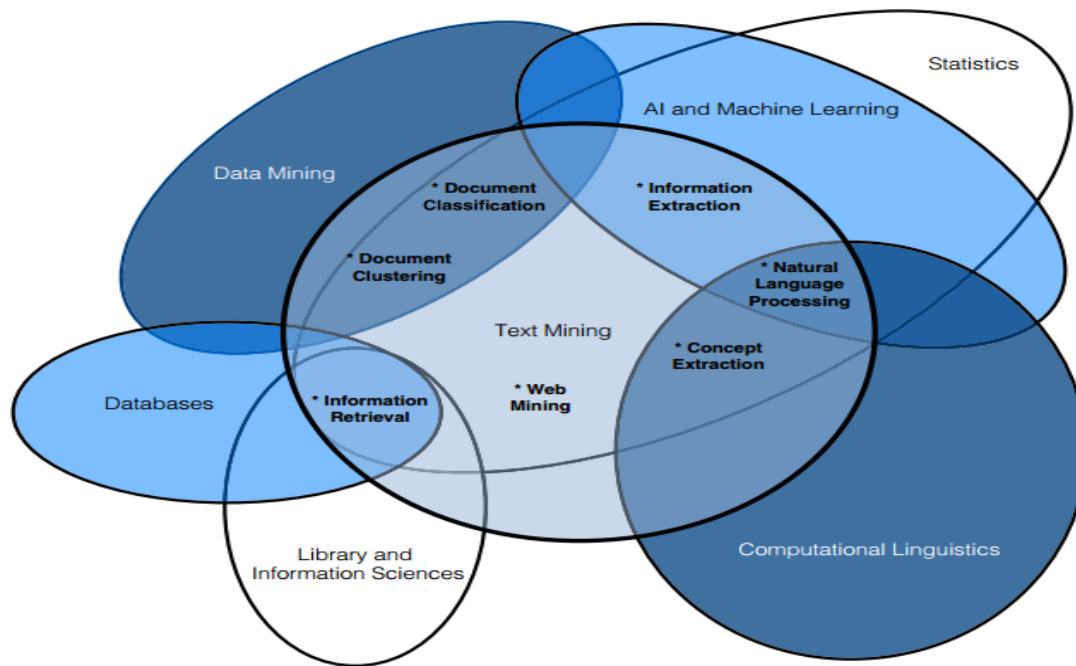 Statistics
AI and Machine Learning
Data Mining
* Document
Classification
* Information
Extraction
* Document
Clustering
* Natural
Language
Processing
Text Mining
* Concept
Extraction
* Web
Mining
Databases
* Information
Retrieval
Library and
Information Sciences
Computational Linguistics